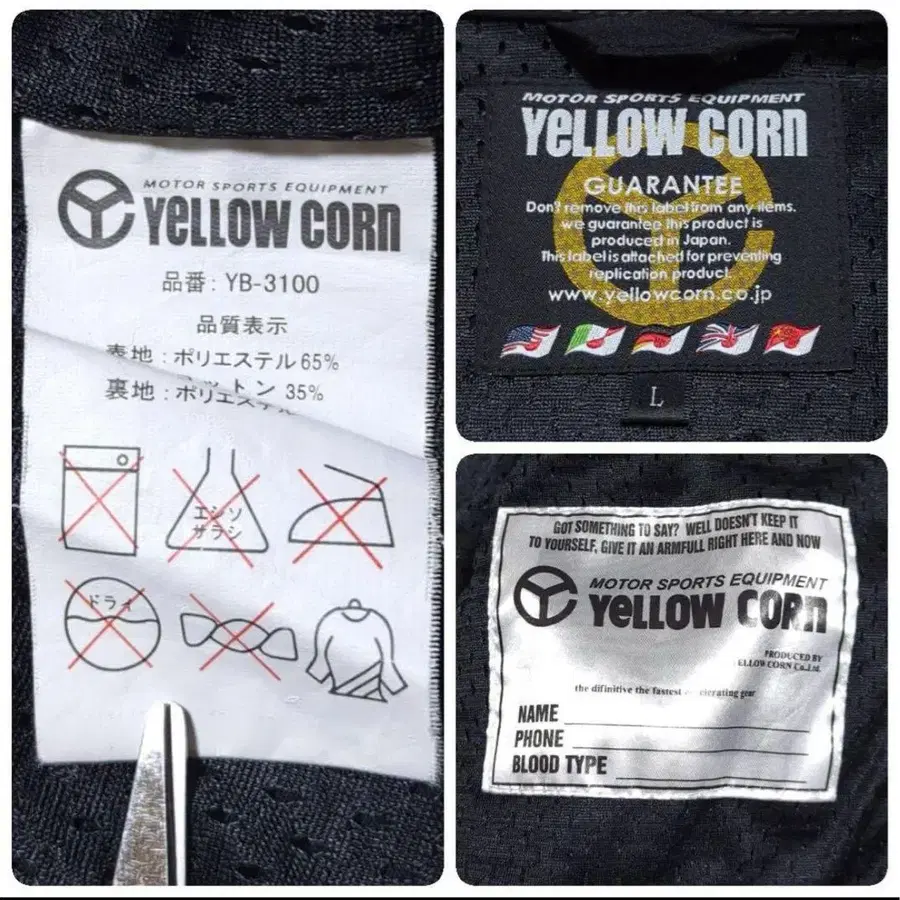 MOTOR SPORTS EQUIPMENT
YeLLOW CORn
品番: YB-3100
品質表示
表地: ポリエステル 65%
コットン 35%
裏地: ポリエステル
エンソ
サラシ
ドライ
MOTOR SPORTS EQUIPMENT
YeLLOW CORn
GUARANTEE
Don't remove this label from any items.
we guarantee this product is
produced in Japan.
This label is attached for preventing
replication product.
www.yellowcorn.co.jp
L
GOT SOMETHING TO SAY? WELL DOESN'T KEEP IT
TO YOURSELF, GIVE IT AN ARMFULL RIGHT HERE AND NOW
MOTOR SPORTS EQUIPMENT
YeLLOW CORn
PRODUCED BY
ELLOW CORN Co.,Ltd.
the difinitive the fastest gear
NAME
PHONE
BLOOD TYPE